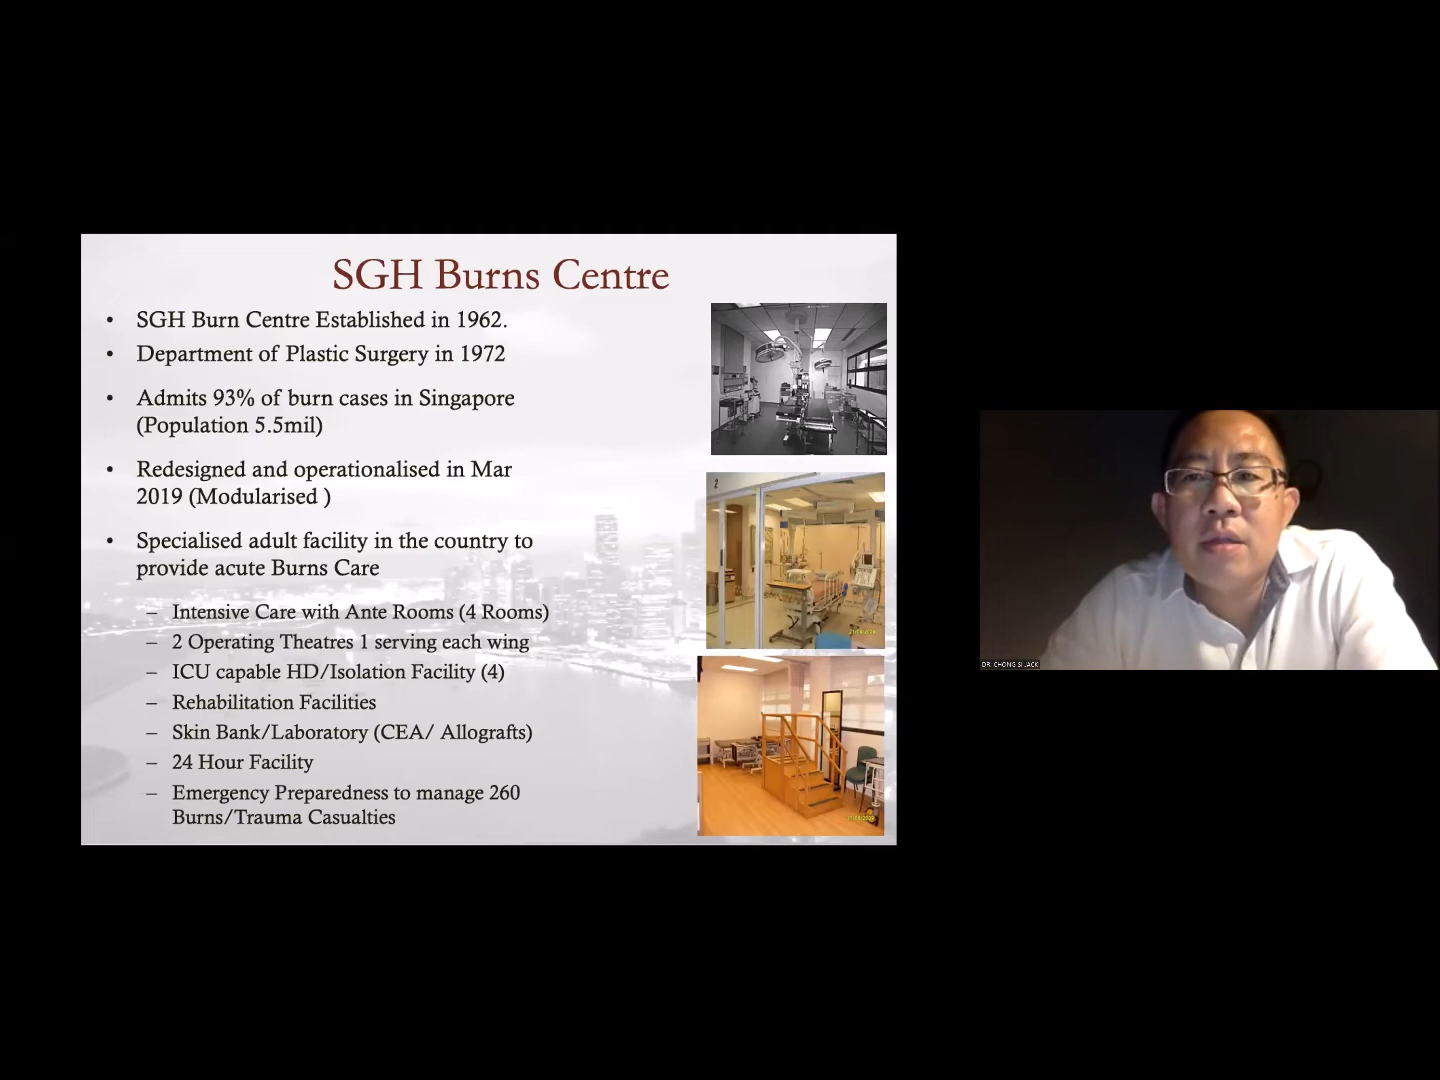 SGH Burns Centre
• SGH Burn Centre Established in 1962.
• Department of Plastic Surgery in 1972
• Admits 93% of burn cases in Singapore
(Population 5.5mil)
• Redesigned and operationalised in Mar
2019 (Modularised )
• Specialised adult facility in the country to
provide acute Burns Care
– Intensive Care with Ante Rooms (4 Rooms)
– 2 Operating Theatres 1 serving each wing
– ICU capable HD/Isolation Facility (4)
– Rehabilitation Facilities
– Skin Bank/Laboratory (CEA/ Allografts)
– 24 Hour Facility
– Emergency Preparedness to manage 260
Burns/Trauma Casualties
2
DR. CHONG SI JACK